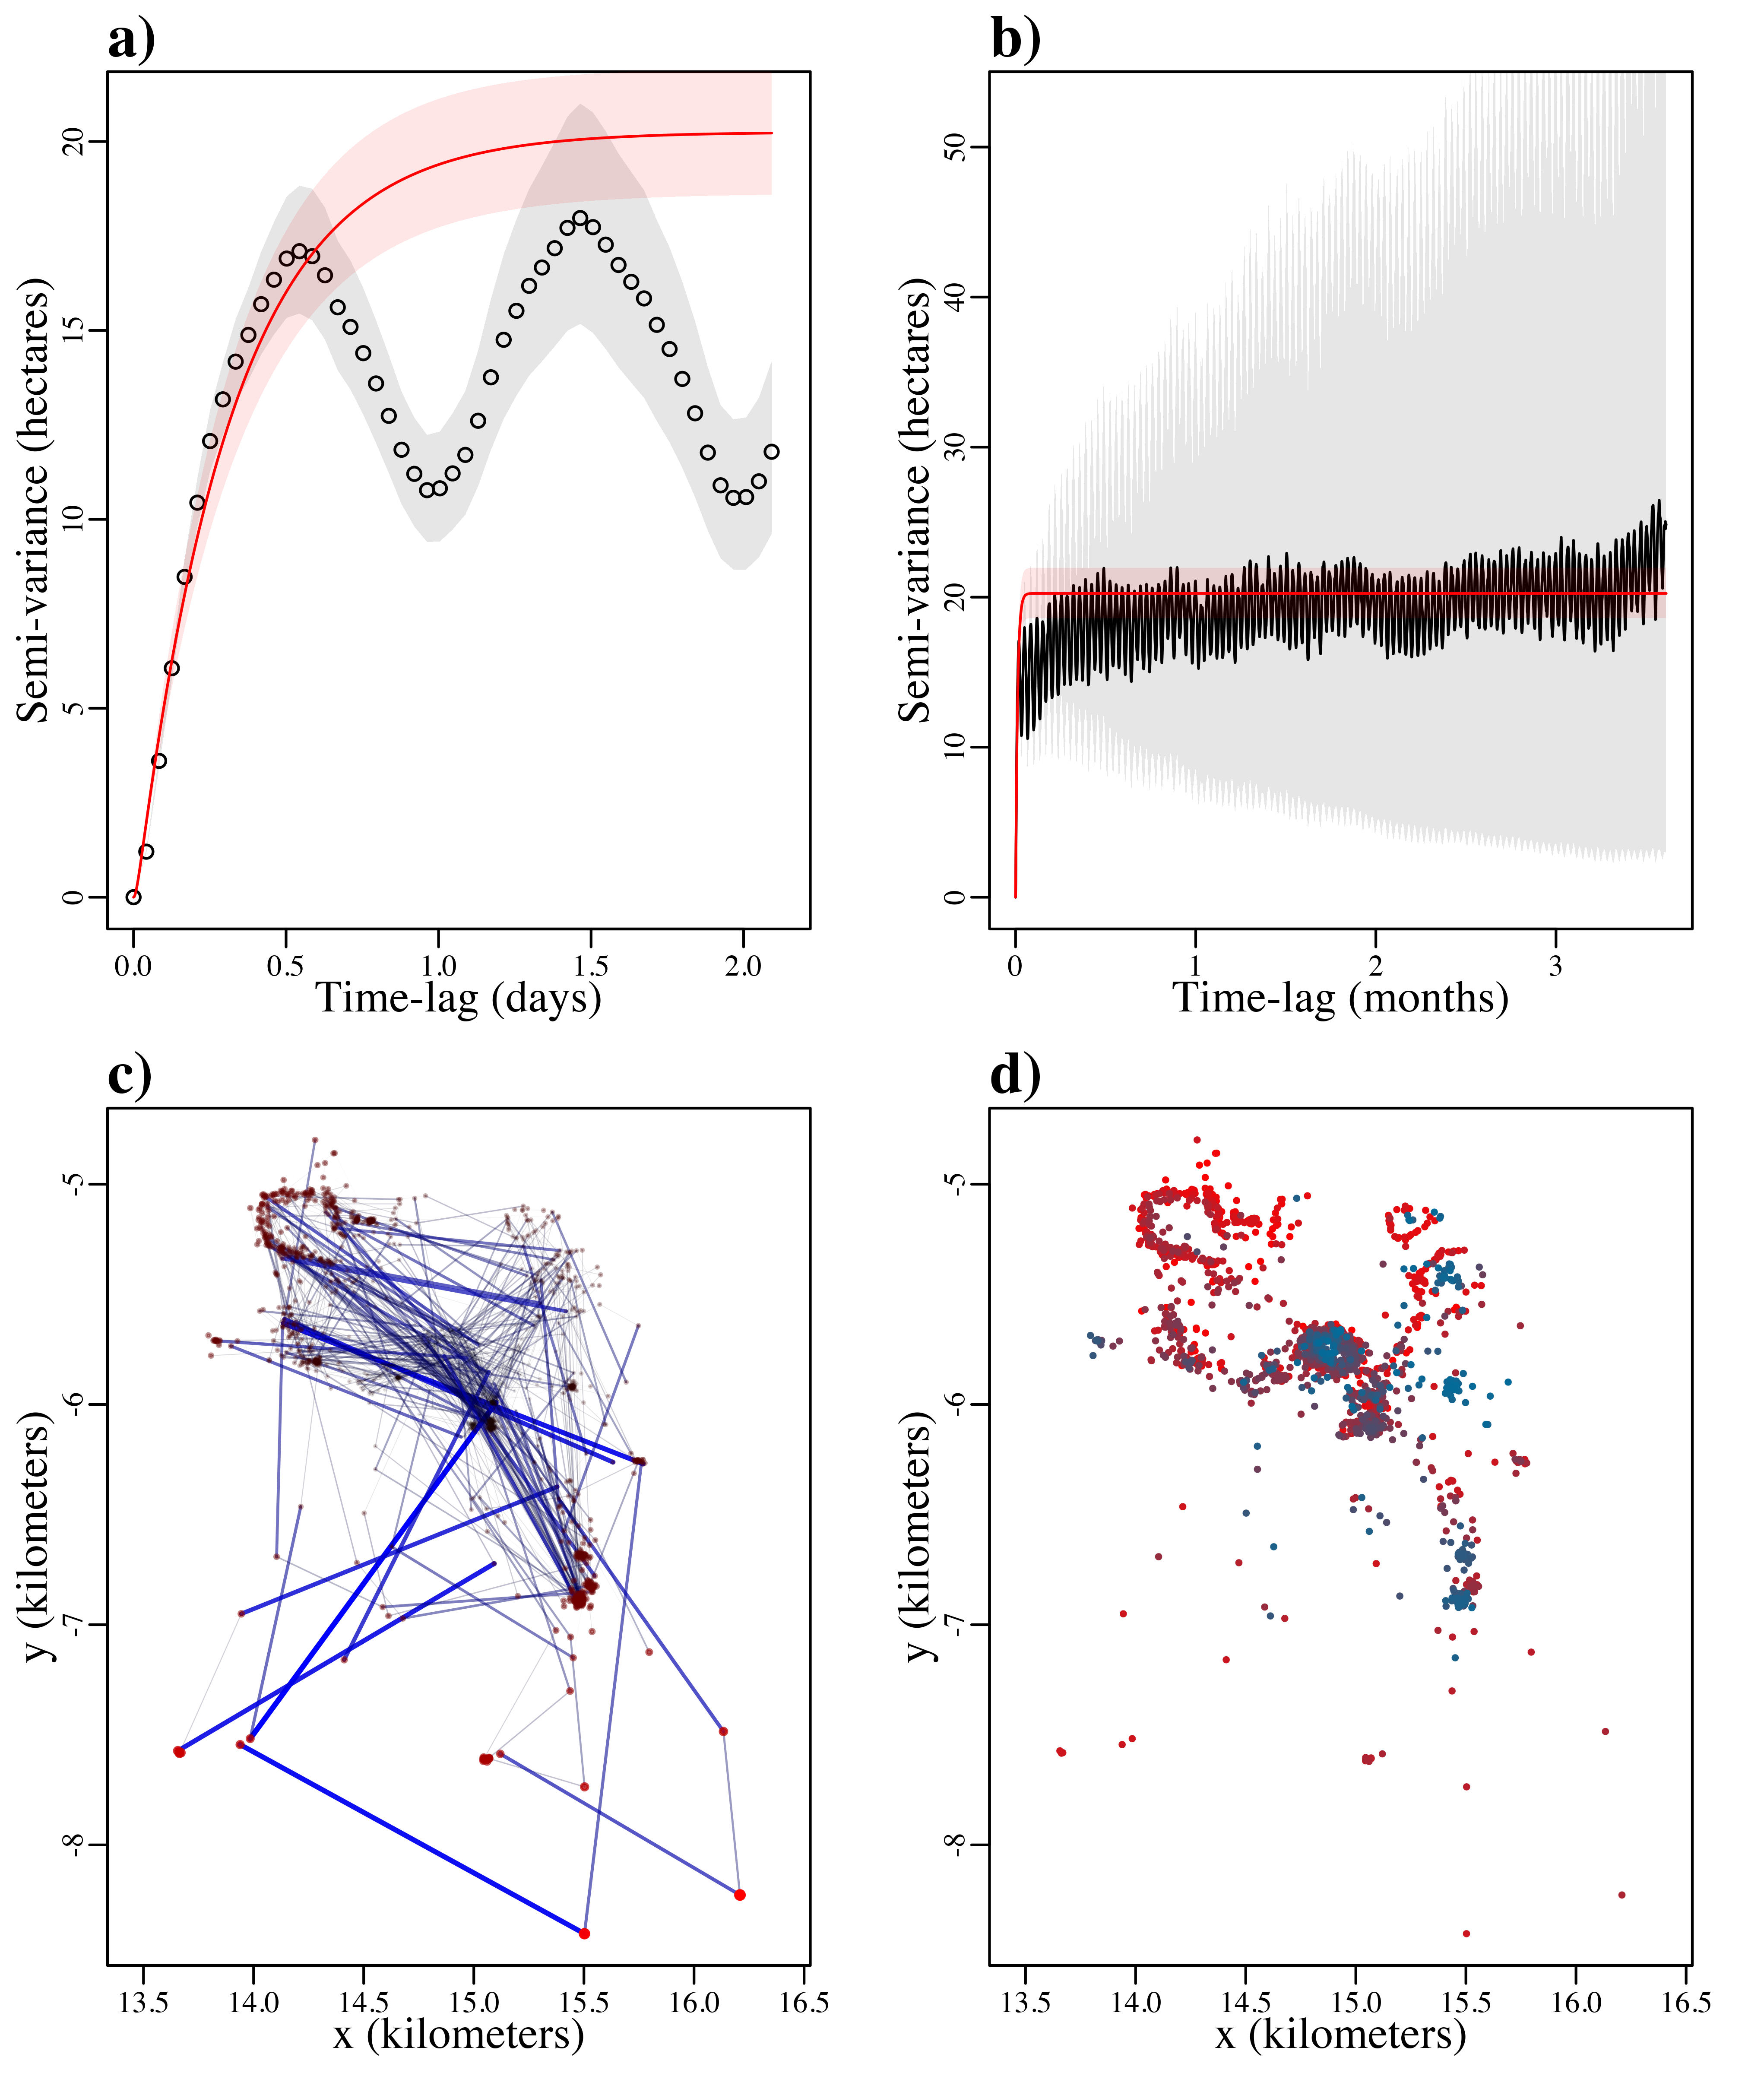 a)
b)
Semi-variance (hectares)
20
15
10
5
0
0.0 0.5 1.0 1.5 2.0
Time-lag (days)
Semi-variance (hectares)
50
40
30
20
10
0
0 1 2 3
Time-lag (months)
c)
d)
y (kilometers)
-5
-6
-7
-8
13.5 14.0 14.5 15.0 15.5 16.0 16.5
x (kilometers)
y (kilometers)
-5
-6
-7
-8
13.5 14.0 14.5 15.0 15.5 16.0 16.5
x (kilometers)